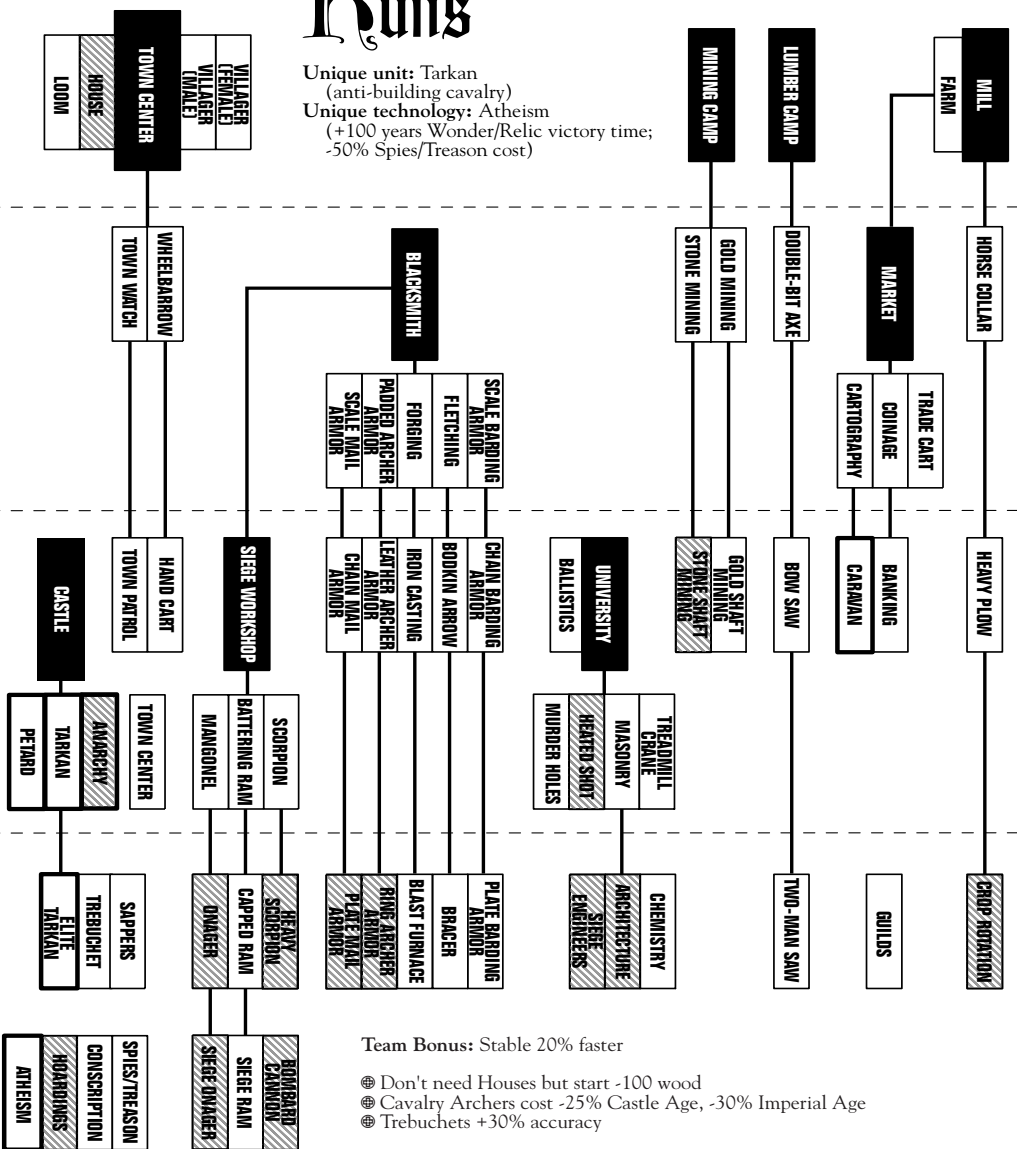 Huns
Unique unit: Tarkan
(anti-building cavalry)
Unique technology: Atheism
(+100 years Wonder/Relic victory time;
-50% Spies/Treason cost)
TOWN CENTER
VILLAGER
(FEMALE)
VILLAGER
(MALE)
HOUSE
LOOM
MINING CAMP
LUMBER CAMP
MILL
FARM
WHEELBARROW
TOWN WATCH
BLACKSMITH
SCALE BARDING
ARMOR
FLETCHING
FORGING
PADDED ARCHER
ARMOR
SCALE MAIL
ARMOR
GOLD MINING
STONE MINING
DOUBLE-BIT AXE
MARKET
TRADE CART
COINAGE
CARTOGRAPHY
HORSE COLLAR
HAND CART
TOWN PATROL
CASTLE
TOWN CENTER
ANARCHY
TARKAN
PETARD
SIEGE WORKSHOP
SCORPION
BATTERING RAM
MANGONEL
CHAIN BARDING
ARMOR
BODKIN ARROW
IRON CASTING
LEATHER ARCHER
ARMOR
CHAIN MAIL
ARMOR
UNIVERSITY
BALLISTICS
TREADMILL
CRANE
MASONRY
HEATED SHOT
MURDER HOLES
GOLD SHAFT
MINING
STONE SHAFT
MINING
BOW SAW
BANKING
CARAVAN
HEAVY PLOW
SAPPERS
TREBUCHET
ELITE
TARKAN
SPIES/TREASON
CONSCRIPTION
HOARDINGS
ATHEISM
HEAVY
SCORPION
CAPPED RAM
ONAGER
BOMBARD
CANNON
SIEGE RAM
SIEGE ONAGER
PLATE BARDING
ARMOR
BRACER
BLAST FURNACE
RING ARCHER
ARMOR
PLATE MAIL
ARMOR
CHEMISTRY
ARCHITECTURE
SIEGE
ENGINEERS
TWO-MAN SAW
GUILDS
CROP ROTATION
Team Bonus: Stable 20% faster
Don't need Houses but start -100 wood
Cavalry Archers cost -25% Castle Age, -30% Imperial Age
Trebuchets +30% accuracy